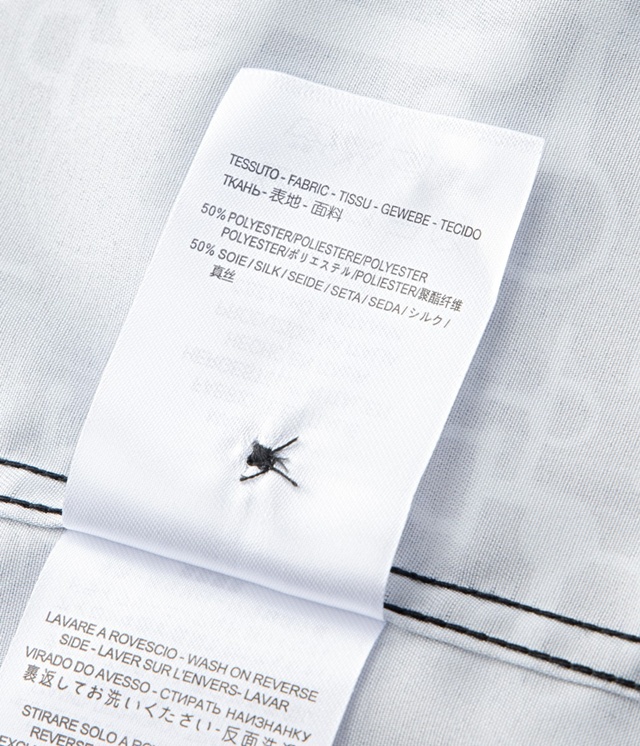 TESSUTO - FABRIC - TISSU - GEWEBE - TECIDO
ТКАНЬ - 表地 - 面料
50% POLYESTER/POLIESTERE/POLYESTER
POLYESTER/ポリエステル/POLIESTER/聚酯纤维
50% SOIE / SILK / SEIDE / SETA / SEDA / シルク /
真丝
LAVARE A ROVESCIO - WASH ON REVERSE
SIDE - LAVER SUR L'ENVERS- LAVAR
VIRADO DO AVESSO - СТИРАТЬ НАИЗНАНКУ
裏返してお洗いください - 反面洗
STIRARE SOLO A
REVERSE